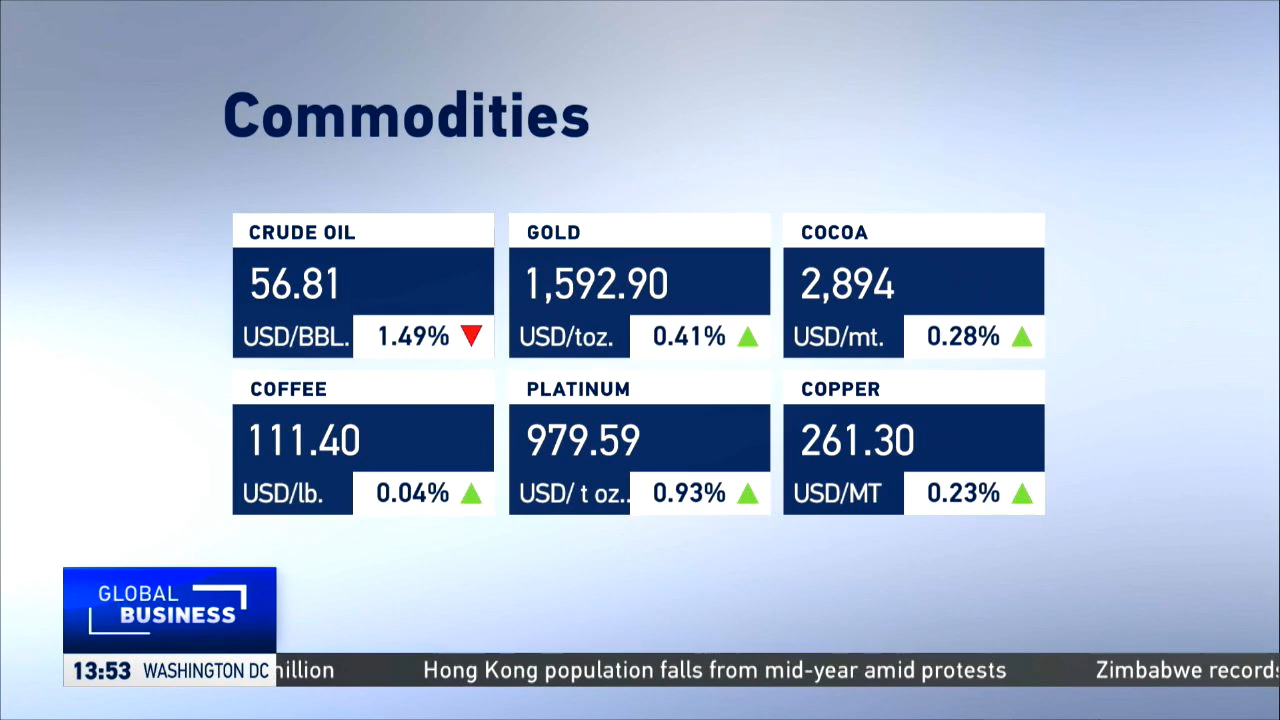 Commodities
CRUDE OIL
56.81
USD/BBL. 1.49%
GOLD
1,592.90
USD/toz. 0.41%
COCOA
2,894
USD/mt. 0.28%
COFFEE
111.40
USD/lb. 0.04%
PLATINUM
979.59
USD/ t oz.. 0.93%
COPPER
261.30
USD/MT 0.23%
GLOBAL
BUSINESS
13:53 WASHINGTON DC
Hong Kong population falls from mid-year amid protests
Zimbabwe records